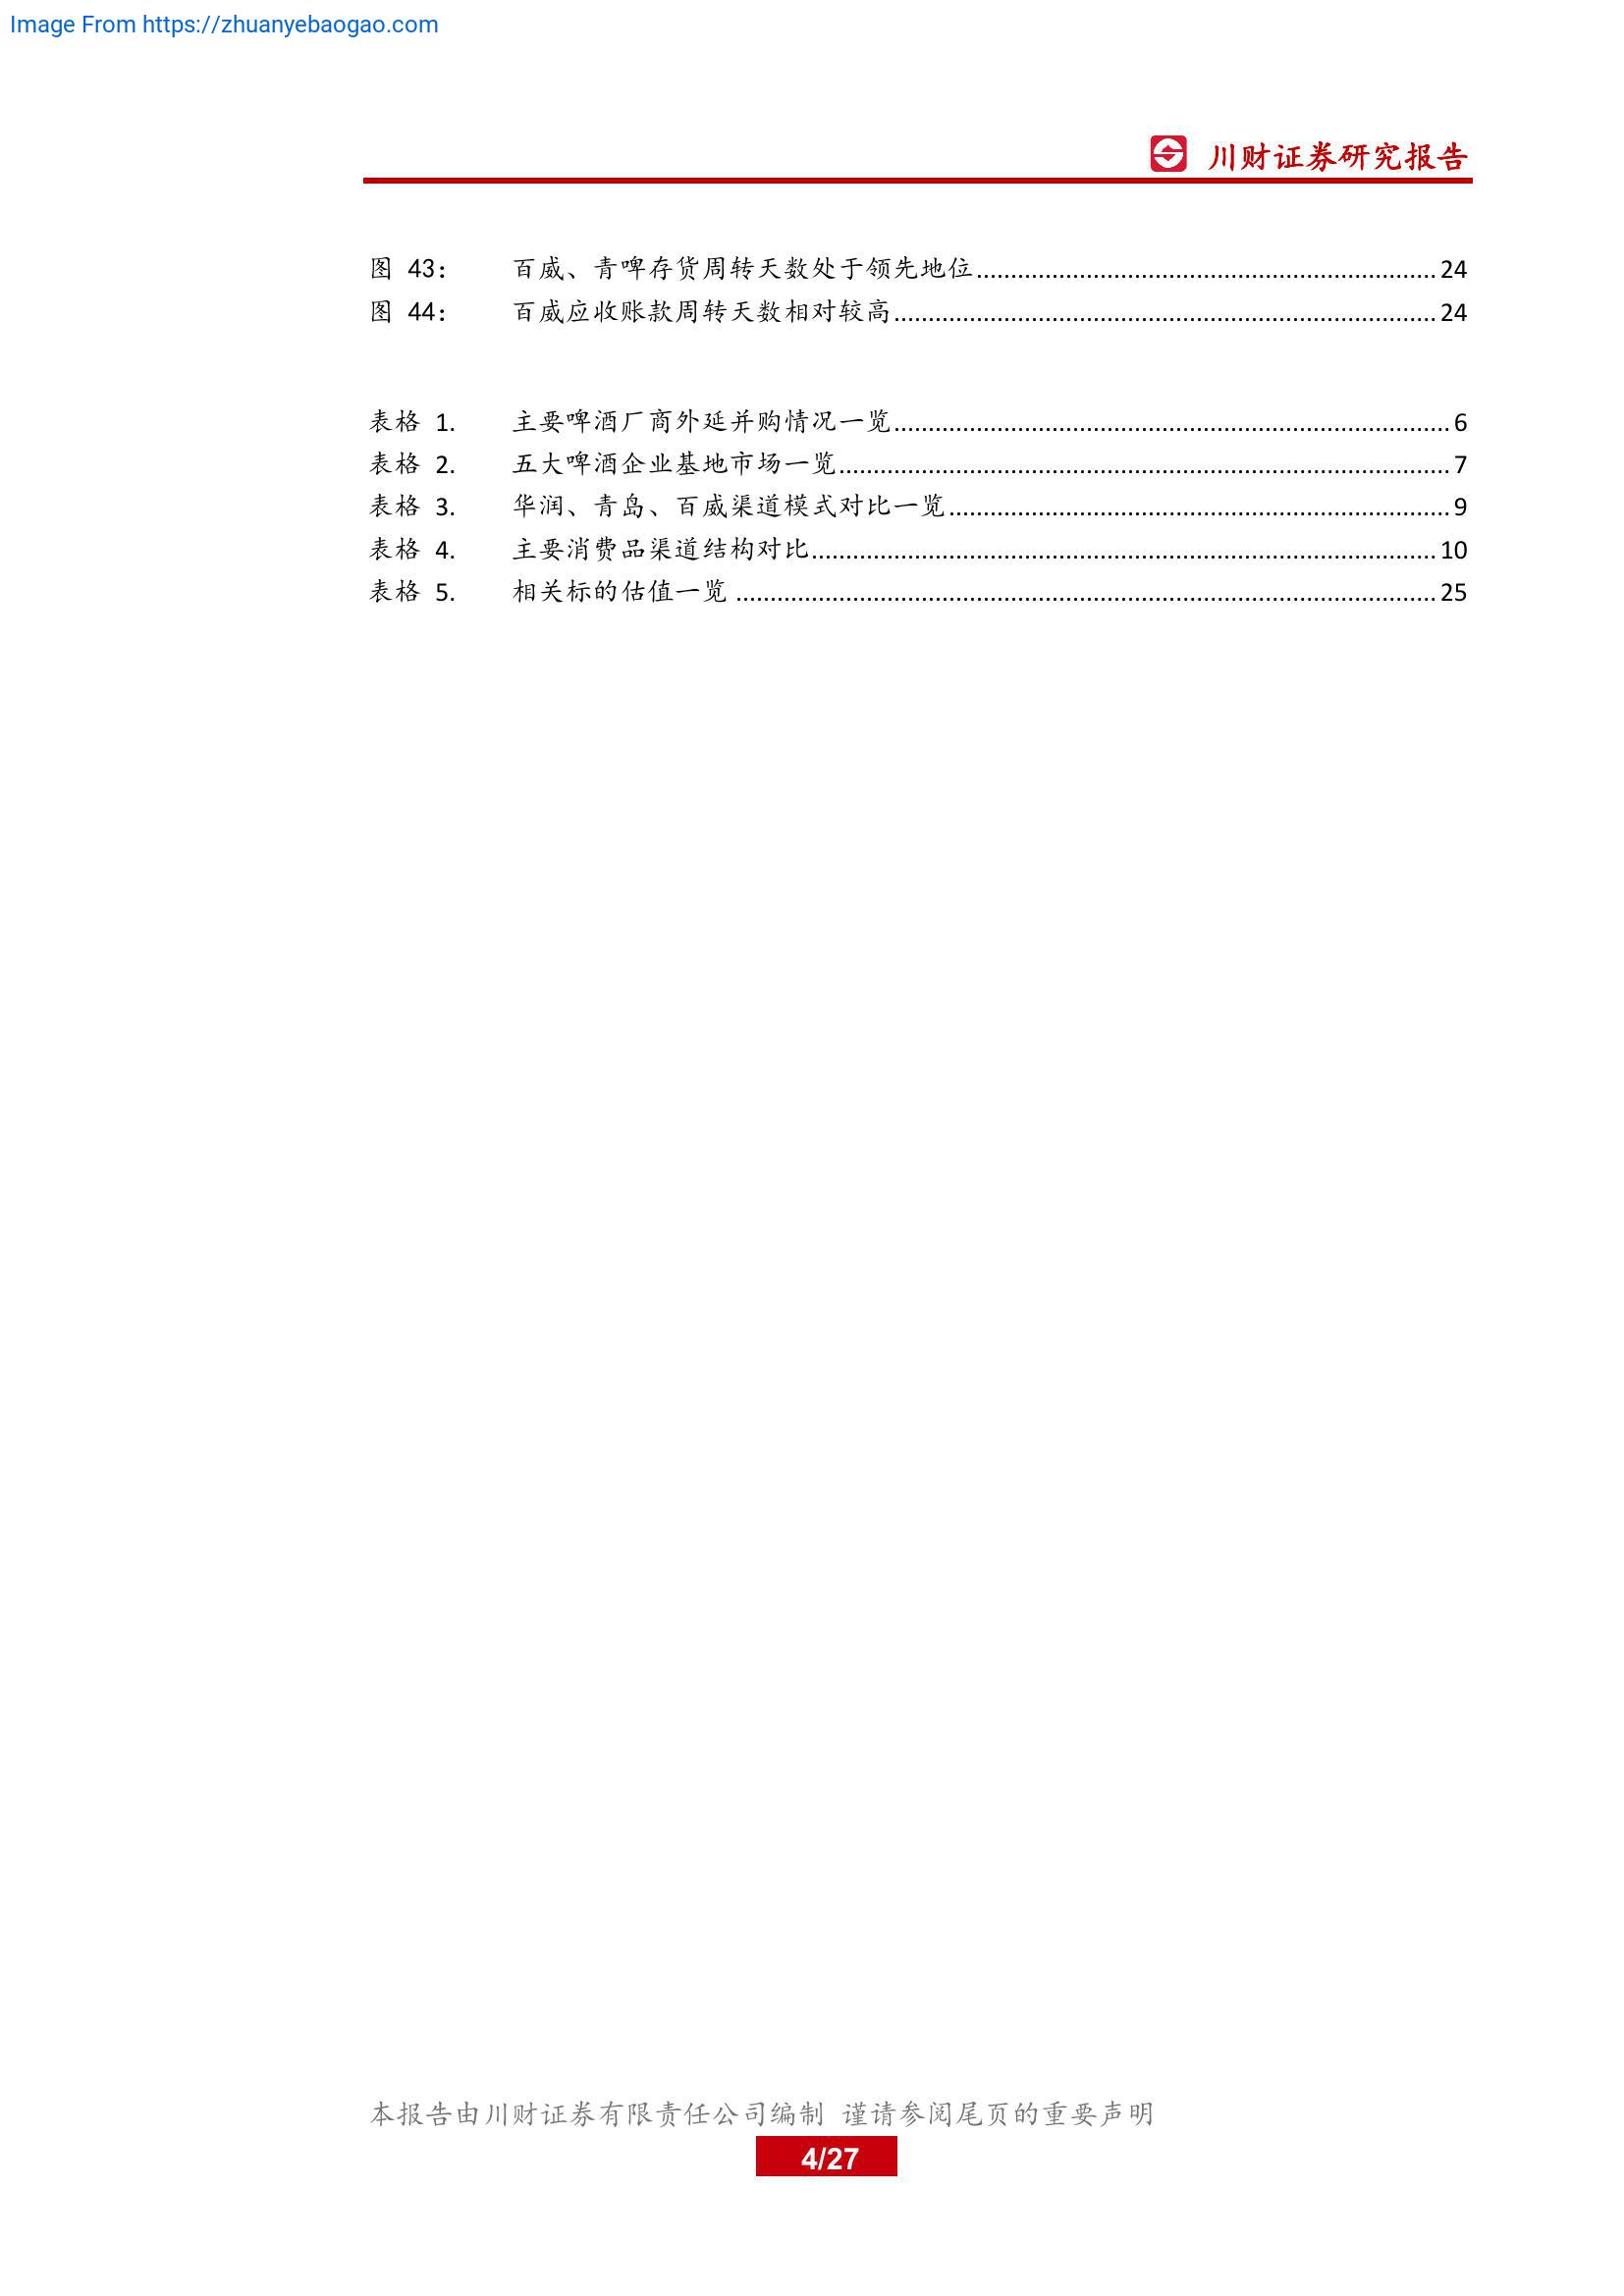 Image From https://zhuanyebaogao.com
川财证券研究报告
图 43： 百威、青啤存货周转天数处于领先地位........................................................................24
图 44： 百威应收账款周转天数相对较高........................................................................24
表格 1. 主要啤酒厂商外延并购情况一览........................................................................6
表格 2. 五大啤酒企业基地市场一览........................................................................7
表格 3. 华润、青岛、百威渠道模式对比一览........................................................................9
表格 4. 主要消费品渠道结构对比........................................................................10
表格 5. 相关标的估值一览 ........................................................................25
本报告由川财证券有限责任公司编制 谨请参阅尾页的重要声明
4/27